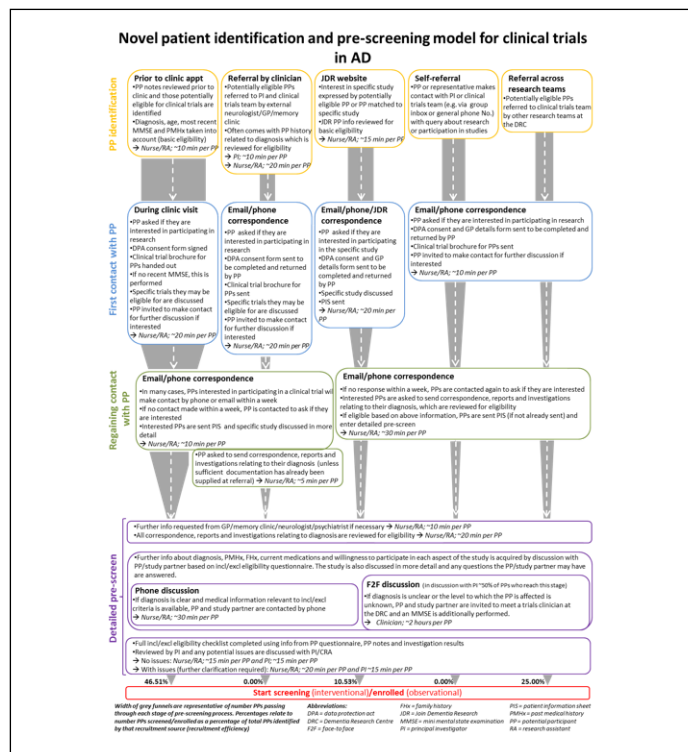 Novel patient identification and pre-screening model for clinical trials
in AD
PP identification
Prior to clinic appt
•PP notes reviewed prior to
clinic and those potentially
eligible for clinical trials are
identified
•Diagnosis, age, most recent
MMSE and PMHx taken into
account (basic eligibility)
→ Nurse/RA; ~10 min per PP
Referral by clinician
•Potentially eligible PPs
referred to PI and clinical
trials team by external
neurologist/GP/memory
clinic
•Often comes with PP history
related to diagnosis which is
reviewed for eligibility
→ PI; ~10 min per PP
→ Nurse/RA; ~20 min per PP
JDR website
•Interest in specific study
expressed by potentially
eligible PP or PP matched to
specific study
•JDR PP info reviewed for
basic eligibility
→ Nurse/RA; ~15 min per PP
Self-referral
•PP or representative makes
contact with PI or clinical
trials team (e.g. via group
inbox or general phone No.)
with query about research
or participation in studies
Referral across
research teams
•Potentially eligible PPs
referred to clinical trials team
by other research teams at
the DRC
First contact with PP
During clinic visit
•PP asked if they are
interested in participating in
research
•DPA consent form signed
•Clinical trial brochure for
for PPs handed out
•If no recent MMSE, this is
performed
•Specific trials they may be
eligible for are discussed
•PP invited to make contact
for further discussion if
interested
→ Nurse/RA; ~20 min per PP
Email/phone
correspondence
•PP asked if they are
interested in participating in
research
•DPA consent form sent to
be completed and returned
by PP
•Clinical trial brochure for
PPs sent
•Specific trials they may be
eligible for are discussed
•PP invited to make contact
for further discussion if
interested
→ Nurse/RA; ~20 min per PP
Email/phone/JDR
correspondence
•PP asked if they are
interested in participating
in the specific study
•DPA consent and GP
details form sent to be
completed and returned
by PP
•Specific study discussed
•PIS sent
→ Nurse/RA; ~20 min per
PP
Email/phone correspondence
•PP asked if they are interested in participating in research
•DPA consent and GP details form sent to be completed and
returned by PP
•Clinical trial brochure for PPs sent
•PP invited to make contact for further discussion if
interested
→ Nurse/RA; ~10 min per PP
Regaining contact
with PP
Email/phone correspondence
•In many cases, PPs interested in participating in a clinical trial will
make contact by phone or email within a week
•If no contact made within a week, PP is contacted to ask if they
are interested
•Interested PPs are sent PIS and specific study discussed in more
detail
→ Nurse/RA; ~10 min per PP
•PP asked to send correspondence, reports and
investigations relating to their diagnosis (unless
sufficient documentation has already been
supplied at referral) → Nurse/RA; ~5 min per PP
Email/phone correspondence
•If no response within a week, PPs are contacted again to ask if they are interested
•Interested PPs are asked to send correspondence, reports and investigations
relating to their diagnosis, which are reviewed for eligibility
•If eligible based on above information, PPs are sent PIS (if not already sent) and
enter detailed pre-screen
→ Nurse/RA; ~30 min per PP
Detailed pre-screen
•Further info requested from GP/memory clinic/neurologist/psychiatrist if necessary → Nurse/RA; ~10 min per PP
•All correspondence, reports and investigations relating to diagnosis are reviewed for eligibility → Nurse/RA; ~20 min per PP
•Further info about diagnosis, PMHx, FHx, current medications and willingness to participate in each aspect of the study is acquired by discussion with
PP/study partner based on incl/excl eligibility questionnaire. The study is also discussed in more detail and any questions the PP/study partner may have
are answered.
Phone discussion
•If diagnosis is clear and medical information relevant to incl/excl
criteria is available, PP and study partner are contacted by phone
→ Nurse/RA; ~30 min per PP
F2F discussion (in discussion with PI ~50% of PPs who reach this stage)
•If diagnosis is unclear or the level to which the PP is affected is
unknown, PP and study partner are invited to meet a trials clinician at
the DRC and an MMSE is additionally performed.
→ Clinician; ~2 hours per PP
•Full incl/excl eligibility checklist completed using info from PP questionnaire, PP notes and investigation results
•Reviewed by PI and any potential issues are discussed with PI/CRA
→ No issues: Nurse/RA; ~15 min per PP and PI; ~15 min per PP
→ With issues (further clarification required): Nurse/RA; ~20 min per PP and PI ~15 min per PP
46.51% 0.00% 10.53% 0.00% 25.00%
Start screening (interventional)/enrolled (observational)
Width of grey funnels are representative of number PPs passing
through each stage of pre-screening process. Percentages relate to
number PPs screened/enrolled as a percentage of total PPs identified
by that recruitment source (recruitment efficiency)
Abbreviations:
DPA = data protection act
DRC = Dementia Research Centre
F2F = face-to face
FHx = family history
JDR = Join Dementia Research
MMSE = mini mental state examination
PI = principal investigator
PIS = patient information sheet
PMHx = past medical history
PP = potential participant
RA = research assistant